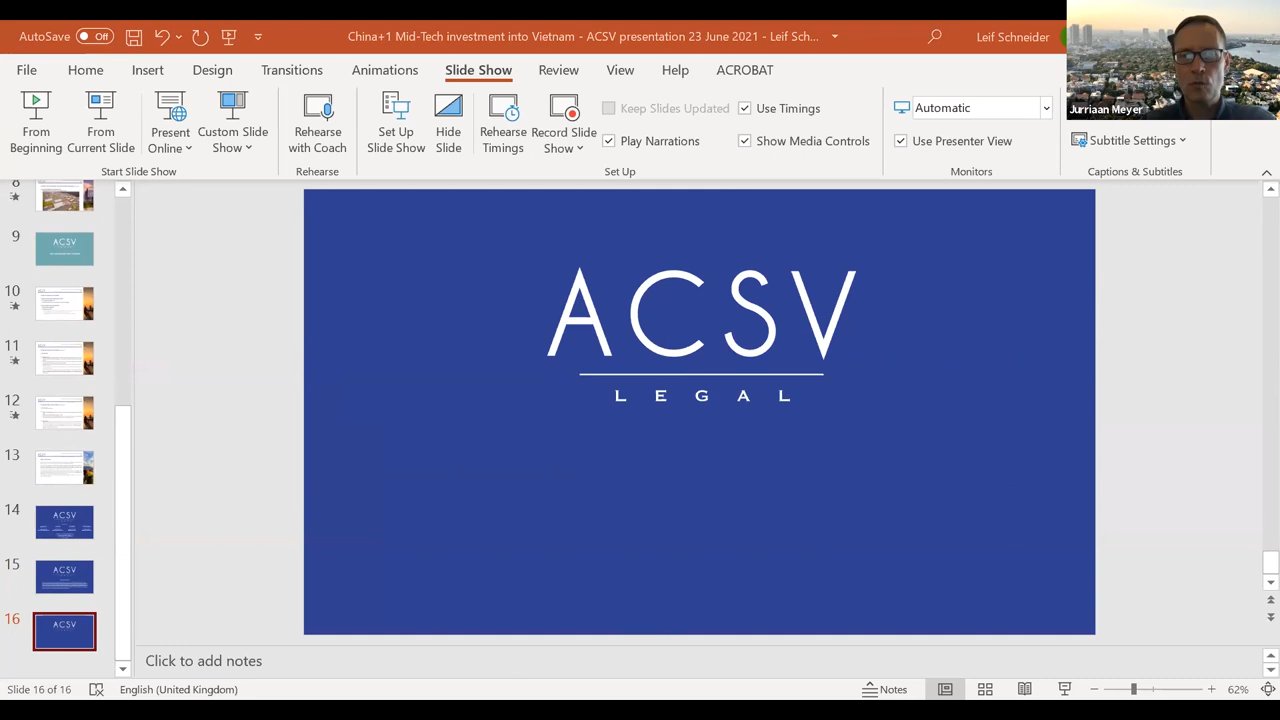 AutoSave Off
China+1 Mid-Tech investment into Vietnam - ACSV presentation 23 June 2021 - Leif Sch...
Leif Schneider
Jurriaan Meyer
File Home Insert Design Transitions Animations Slide Show Review View Help ACROBAT
From Beginning
From Current Slide
Present Online
Custom Slide Show
Start Slide Show
Rehearse with Coach
Rehearse
Set Up Slide Show
Hide Slide
Rehearse Timings
Record Slide Show
Keep Slides Updated
Play Narrations
Use Timings
Show Media Controls
Set Up
Automatic
Use Presenter View
Monitors
Subtitle Settings
Captions & Subtitles
8
9
ACSV
10
11
12
13
14
ACSV
15
ACSV
16
ACSV
ACSV
LEGAL
Click to add notes
Slide 16 of 16
English (United Kingdom)
Notes
62%